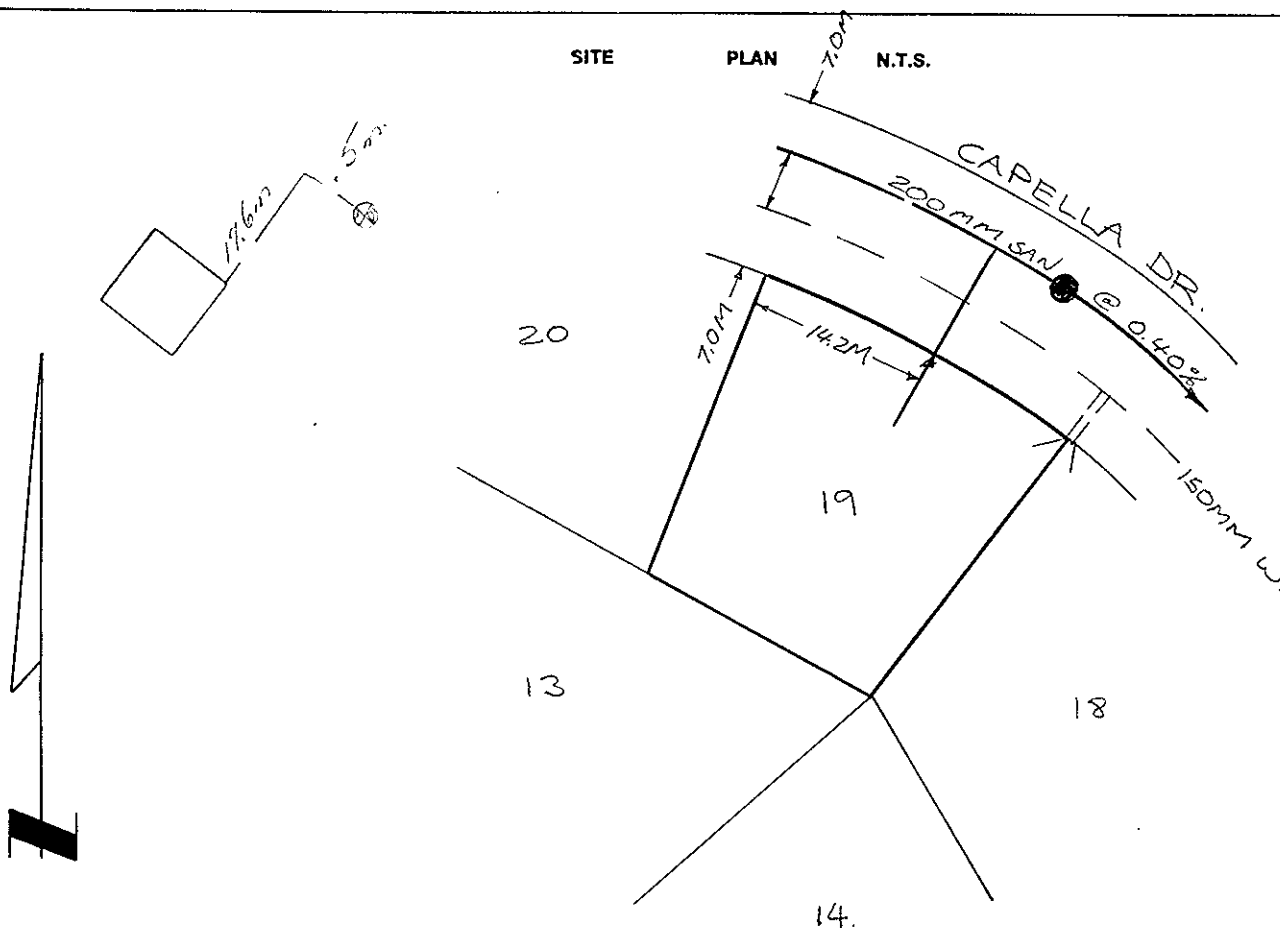 SITE PLAN N.T.S.
7.0M
CAPELLA DR.
200MM SAN @ 0.40%
17.6m
.5m
20
7.0M
14.2M
19
150MM
13
18
14.